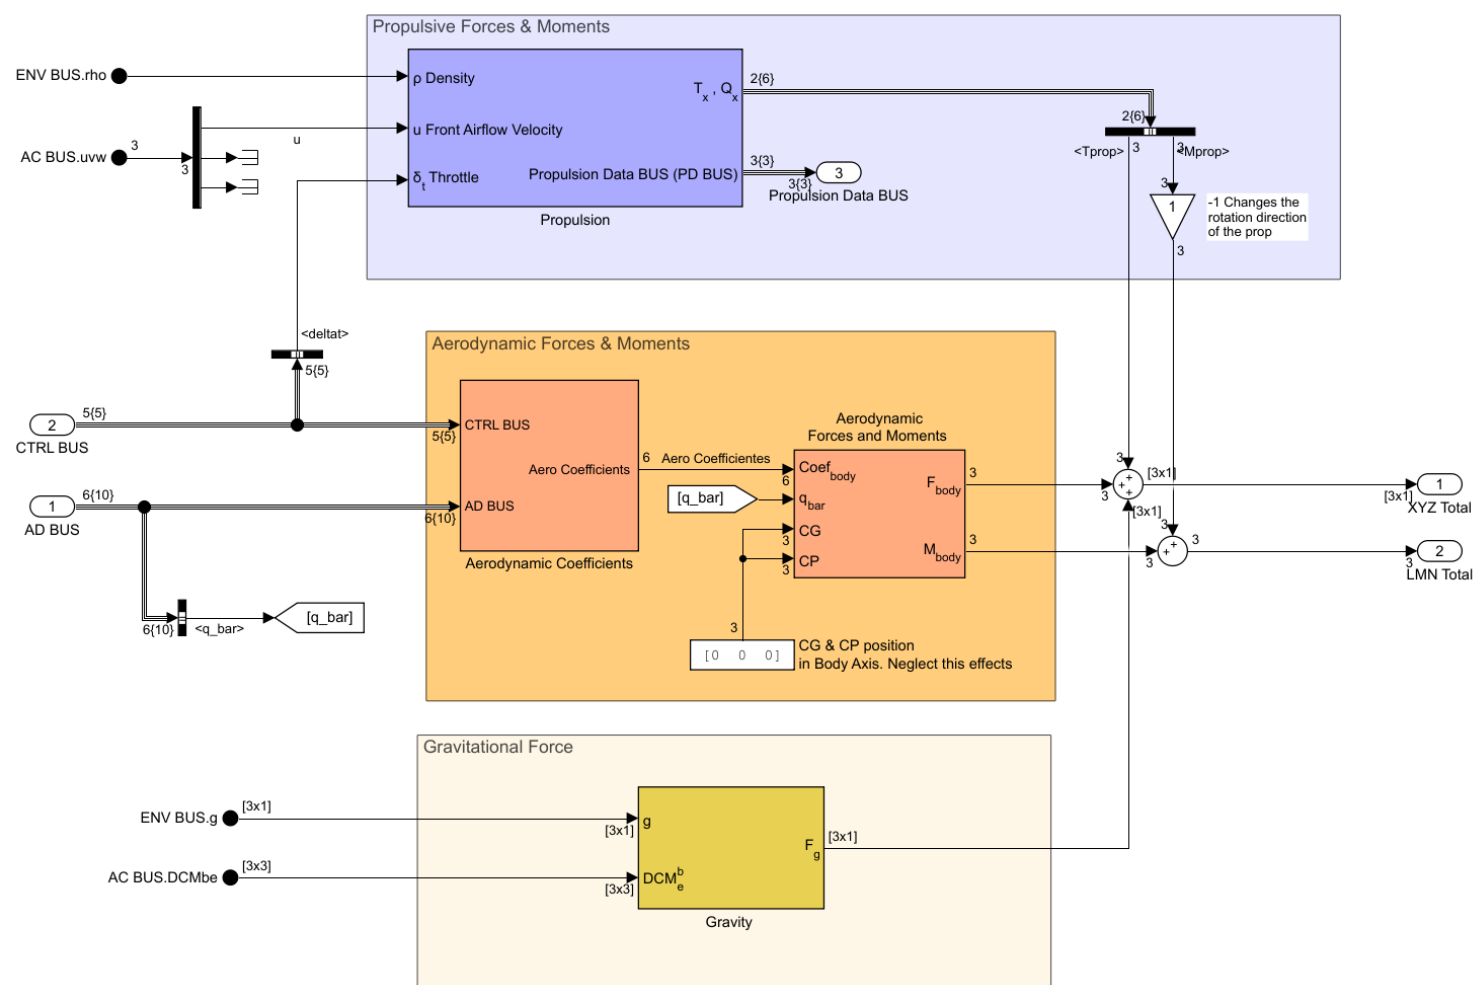 Propulsive Forces & Moments
ENV BUS.rho
ρ Density
Tx , Qx
2{6}
2{6}
AC BUS.uvw
3
3
u
u Front Airflow Velocity
<Tprop>
3
3
<Mprop>
δt Throttle
Propulsion Data BUS (PD BUS)
3{3}
3{3}
3
Propulsion Data BUS
Propulsion
3
1
3
-1 Changes the
rotation direction
of the prop
<deltat>
5{5}
Aerodynamic Forces & Moments
2
CTRL BUS
5{5}
5{5}
CTRL BUS
Aero Coefficients
AD BUS
Aerodynamic Coefficients
1
AD BUS
6{10}
6{10}
6
Aero Coefficientes
Aerodynamic
Forces and Moments
Coefbody
6
[q_bar]
qbar
CG
3
CP
3
Fbody
3
Mbody
3
3
3
+
+
+
[3x1]
[3x1]
[3x1]
1
XYZ Total
3
3
+
+
3
3
2
LMN Total
6{10}
<q_bar>
[q_bar]
3
[0 0 0]
CG & CP position
in Body Axis. Neglect this effects
Gravitational Force
ENV BUS.g
[3x1]
[3x1]
g
Fg
[3x1]
AC BUS.DCMbe
[3x3]
[3x3]
DCMeb
Gravity